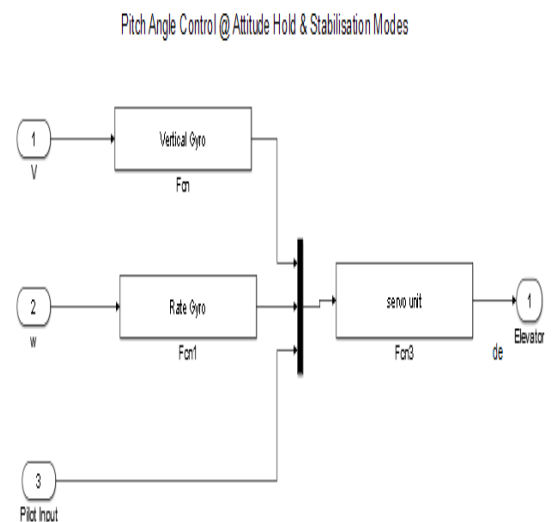 Pitch Angle Control @ Attitude Hold & Stabilisation Modes
1
V
Vertical Gyro
Fcn
2
w
Rate Gyro
Fcn1
servo unit
Fcn3
de
1
Elevator
3
Pilot Input